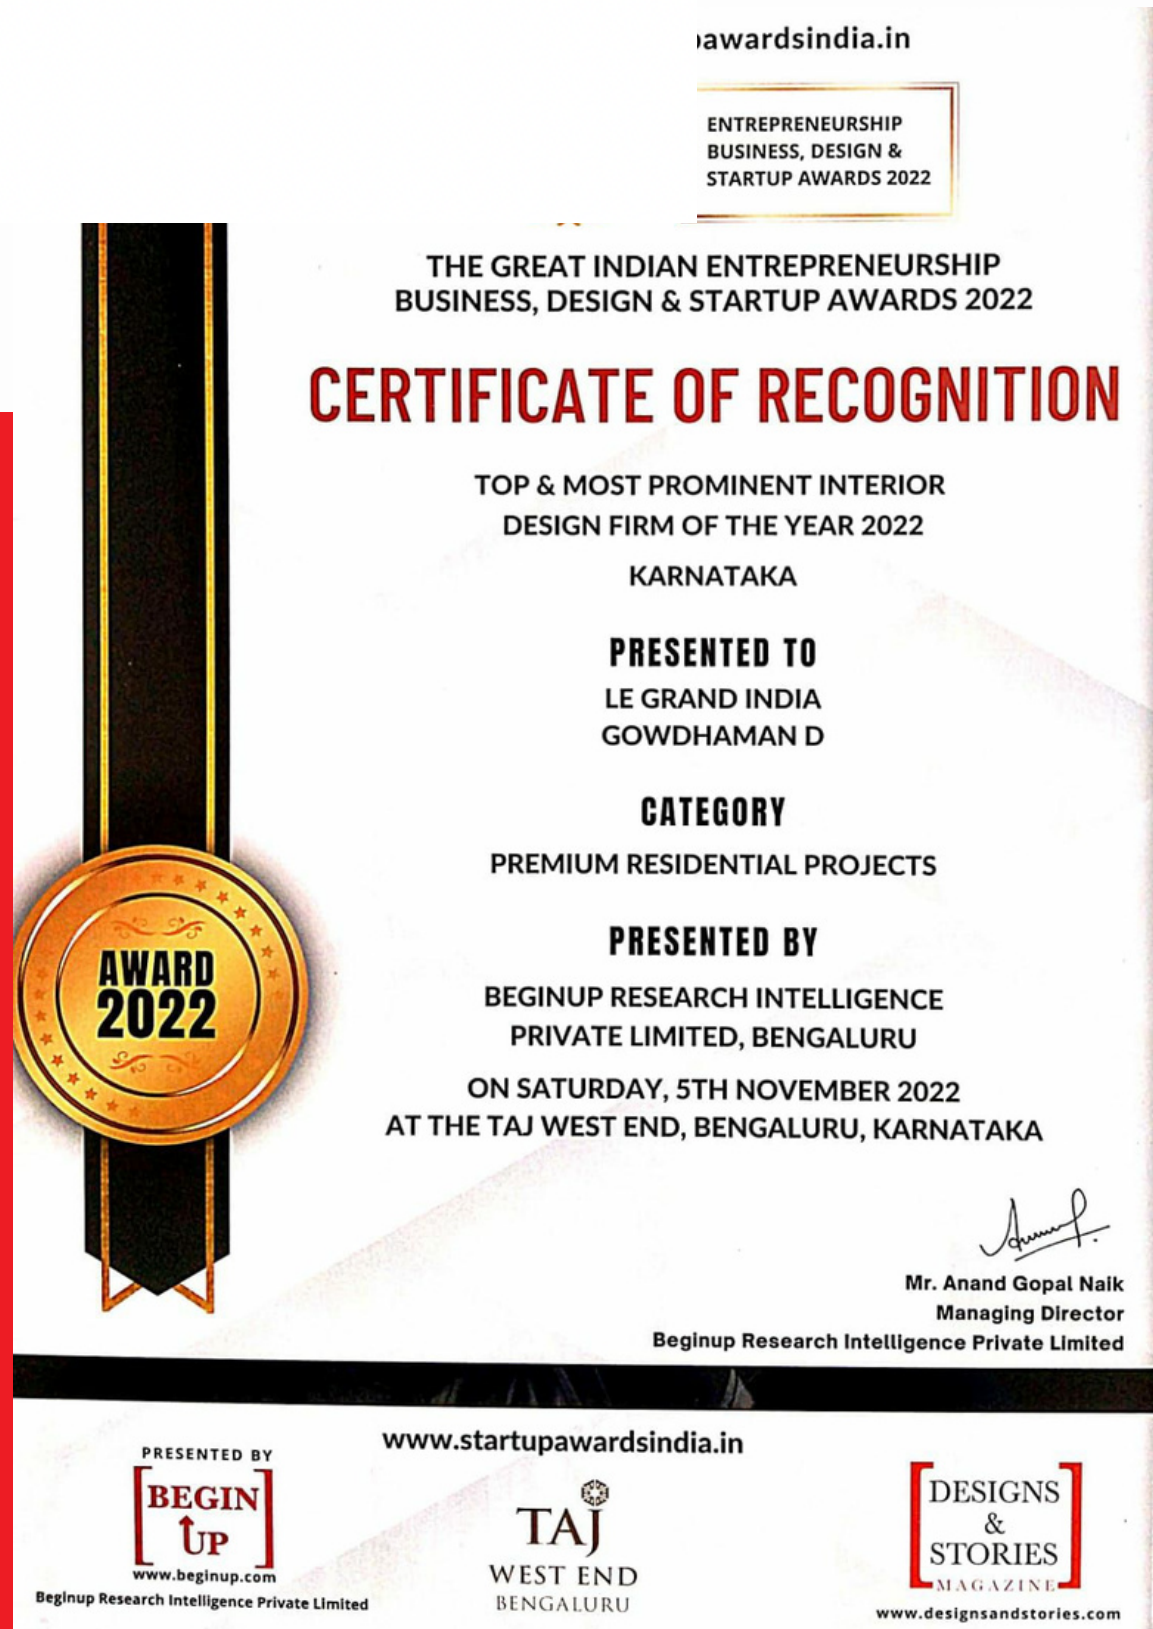 awardsindia.in
ENTREPRENEURSHIP
BUSINESS, DESIGN &
STARTUP AWARDS 2022
THE GREAT INDIAN ENTREPRENEURSHIP
BUSINESS, DESIGN & STARTUP AWARDS 2022
CERTIFICATE OF RECOGNITION
TOP & MOST PROMINENT INTERIOR
DESIGN FIRM OF THE YEAR 2022
KARNATAKA
PRESENTED TO
LE GRAND INDIA
GOWDHAMAN D
CATEGORY
PREMIUM RESIDENTIAL PROJECTS
PRESENTED BY
BEGINUP RESEARCH INTELLIGENCE
PRIVATE LIMITED, BENGALURU
ON SATURDAY, 5TH NOVEMBER 2022
AT THE TAJ WEST END, BENGALURU, KARNATAKA
AWARD
2022
Mr. Anand Gopal Naik
Managing Director
Beginup Research Intelligence Private Limited
www.startupawardsindia.in
PRESENTED BY
BEGIN
UP
www.beginup.com
Beginup Research Intelligence Private Limited
TAJ
WEST END
BENGALURU
DESIGNS
&
STORIES
MAGAZINE
www.designsandstories.com